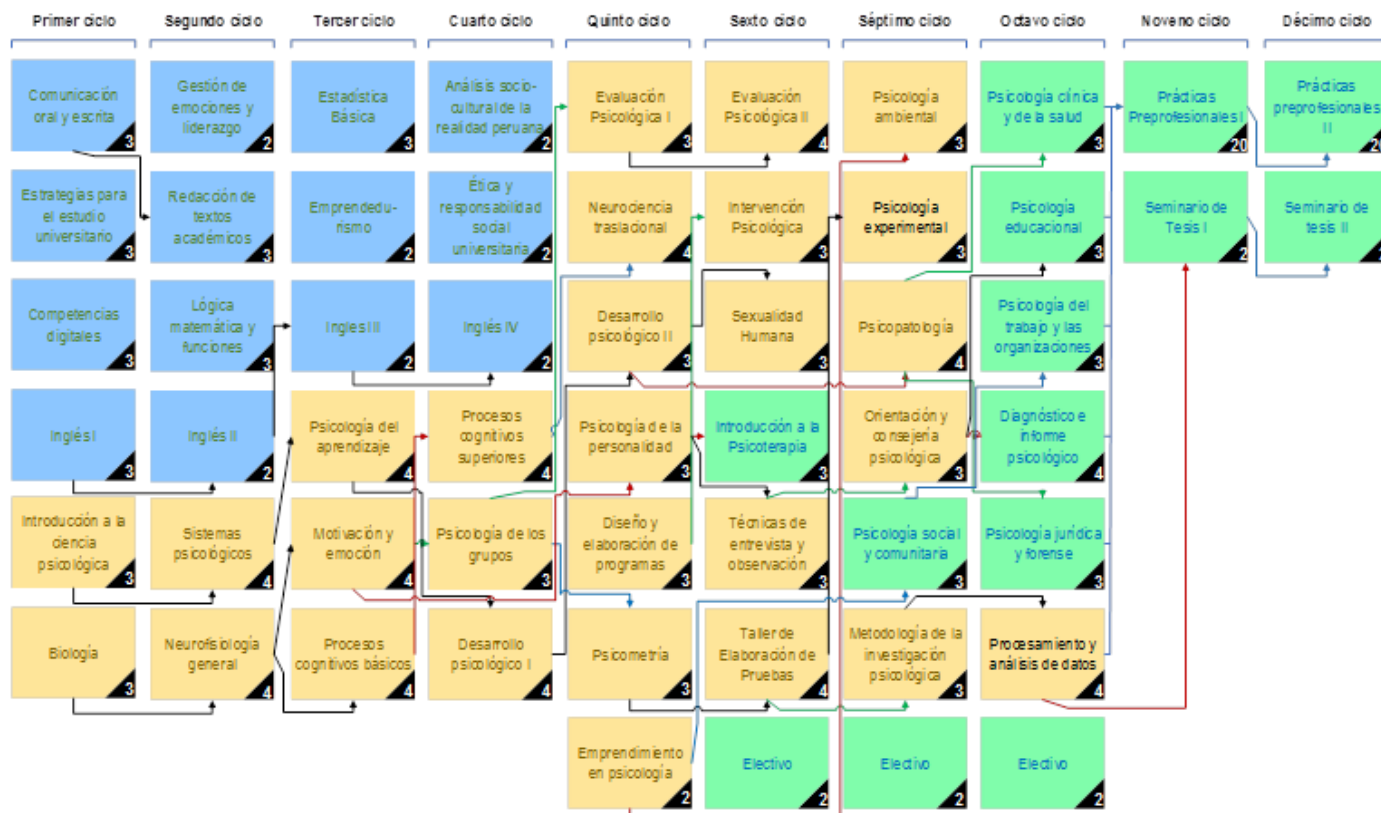 Primer ciclo
Segundo ciclo
Tercer ciclo
Cuarto ciclo
Quinto ciclo
Sexto ciclo
Séptimo ciclo
Octavo ciclo
Noveno ciclo
Décimo ciclo
Comunicación
oral y escrita
3
Gestión de
emociones y
liderazgo
2
Estadística
Básica
3
Análisis socio-
cultural de la
realidad peruana
2
Evaluación
Psicológica I
3
Evaluación
Psicológica II
4
Psicología
ambiental
3
Psicología clínica
y de la salud
3
Prácticas
Preprofesionales I
20
Prácticas
preprofesionales
II
Estrategias para
el estudio
universitario
3
Redacción de
textos
académicos
3
Emprendedu-
rismo
2
Ética y
responsabilidad
social
universitaria
2
Neurociencia
traslacional
4
Intervención
Psicológica
3
Psicología
experimental
3
Psicología
educacional
3
Seminario de
Tesis I
2
Seminario de
tesis II
Competencias
digitales
3
Lógica
matemática y
funciones
3
Ingles III
2
Inglés IV
2
Desarrollo
psicológico II
3
Sexualidad
Humana
3
Psicopatología
4
Psicología del
trabajo y las
organizaciones
3
Inglés I
3
Inglés II
2
Psicología del
aprendizaje
4
Procesos
cognitivos
superiores
4
Psicología de la
personalidad
3
Introducción a la
Psicoterapia
3
Orientación y
consejería
psicológica
3
Diagnóstico e
informe
psicológico
4
Introducción a la
ciencia
psicológica
3
Sistemas
psicológicos
4
Motivación y
emoción
4
Psicología de los
grupos
3
Diseño y
elaboración de
programas
3
Técnicas de
entrevista y
observación
3
Psicología social
y comunitaria
3
Psicología jurídica
y forense
3
Biología
3
Neurofisiología
general
4
Procesos
cognitivos básicos
4
Desarrollo
psicológico I
4
Psicometría
3
Taller de
Elaboración de
Pruebas
4
Metodología de la
investigación
psicológica
3
Procesamiento y
análisis de datos
4
Emprendimiento
en psicología
2
Electivo
2
Electivo
2
Electivo
2